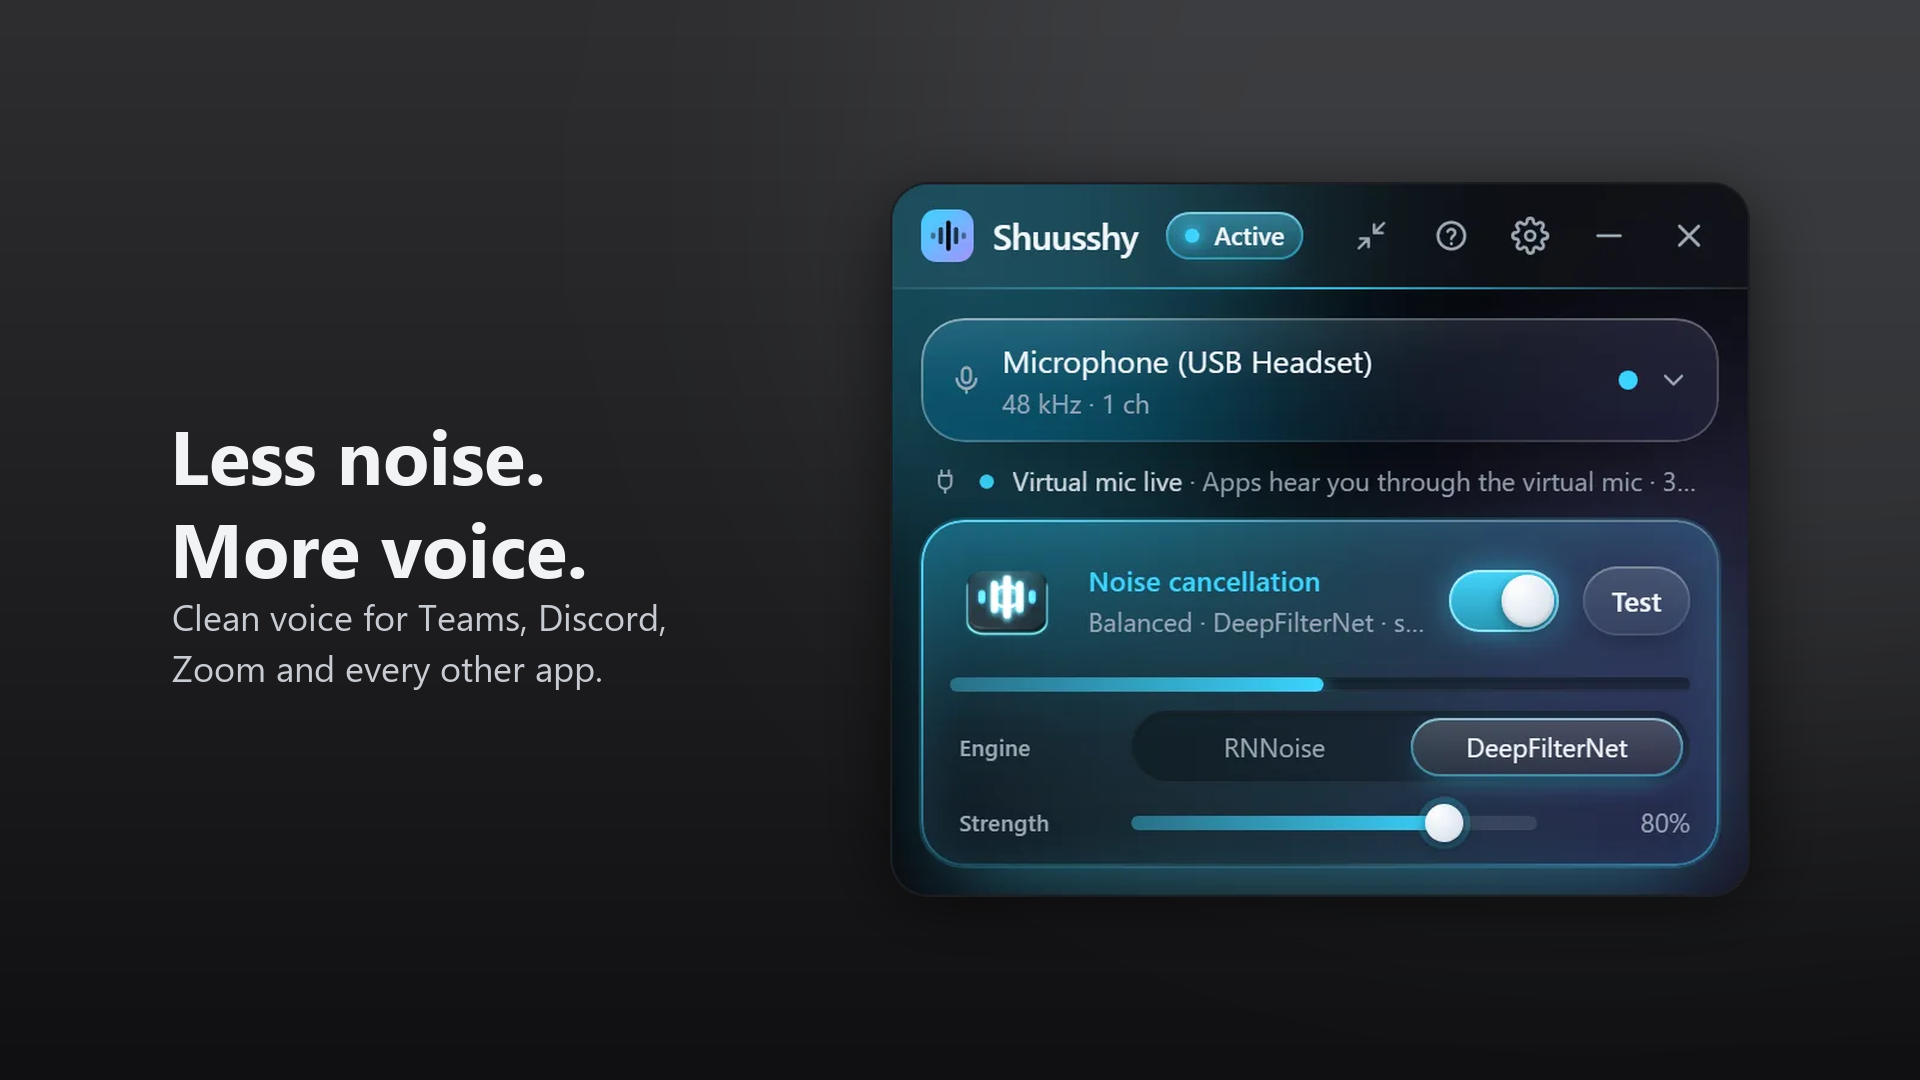 Less noise.
More voice.
Clean voice for Teams, Discord,
Zoom and every other app.
Shuusshy
Active
Microphone (USB Headset)
48 kHz · 1 ch
Virtual mic live · Apps hear you through the virtual mic · 3...
Noise cancellation
Balanced · DeepFilterNet · s...
Test
Engine
RNNoise
DeepFilterNet
Strength
80%